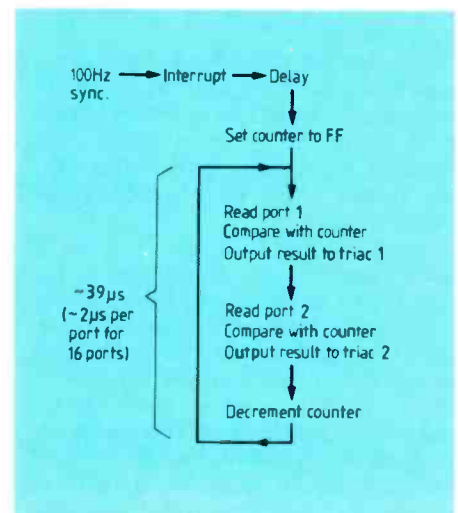 100Hz → Interrupt → Delay
sync.
Set counter to FF
Read port 1
Compare with counter
Output result to triac 1
~39µs
(~2µs per
port for
16 ports)
Read port 2
Compare with counter
Output result to triac 2
Decrement counter